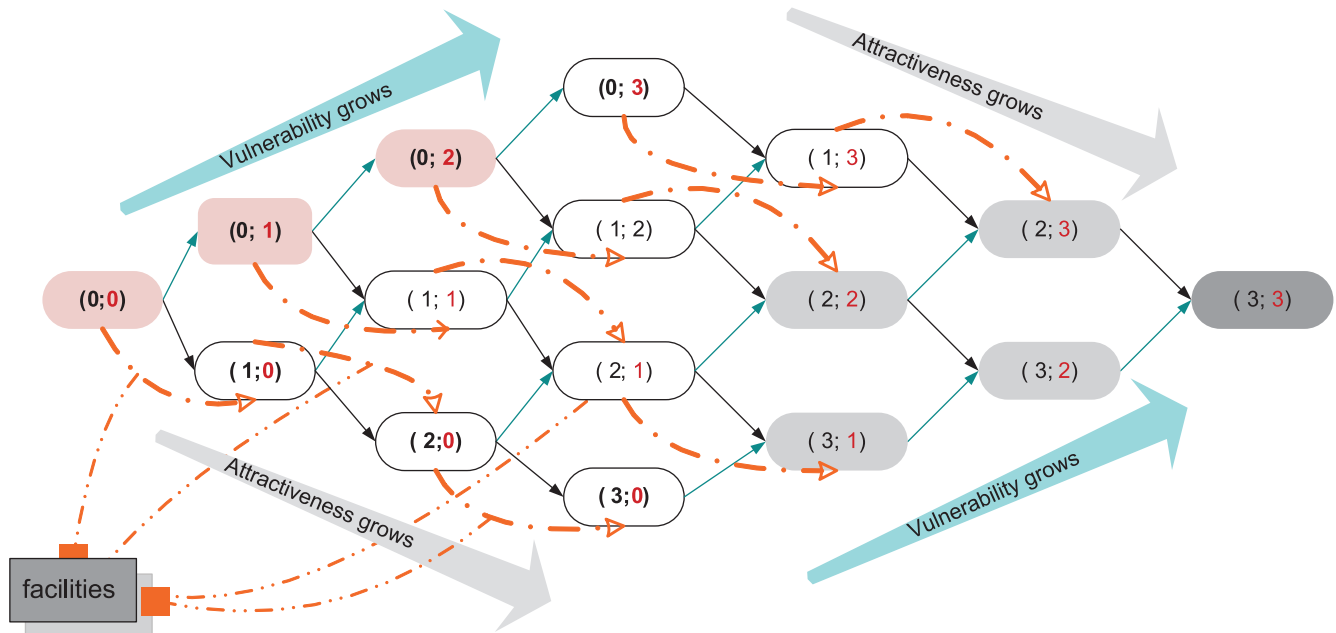 Vulnerability grows
Attractiveness grows
(0; 3)
( 1; 3)
(0; 2)
(0; 1)
( 1; 2)
( 2; 3)
(0;0)
( 1; 1)
( 2; 2)
( 3; 3)
( 1;0)
( 2; 1)
( 3; 2)
( 2;0)
( 3; 1)
( 3;0)
Attractiveness grows
Vulnerability grows
facilities